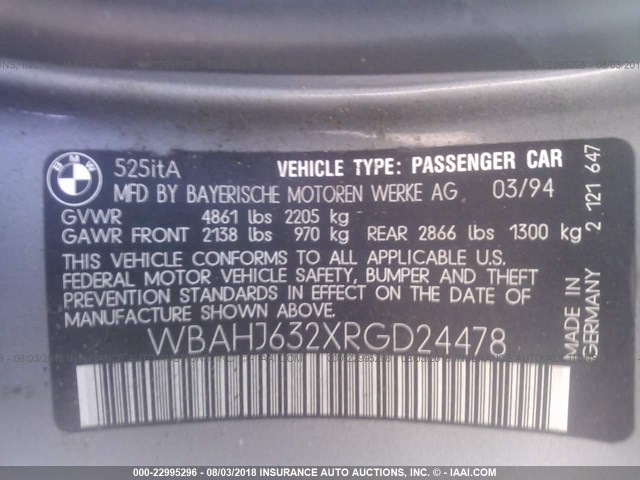 BMW
525itA VEHICLE TYPE: PASSENGER CAR
MFD BY BAYERISCHE MOTOREN WERKE AG 03/94
GVWR 4861 lbs 2205 kg
GAWR FRONT 2138 lbs 970 kg REAR 2866 lbs 1300 kg
THIS VEHICLE CONFORMS TO ALL APPLICABLE U.S.
FEDERAL MOTOR VEHICLE SAFETY, BUMPER AND THEFT
PREVENTION STANDARDS IN EFFECT ON THE DATE OF
MANUFACTURE SHOWN ABOVE.
WBAHJ632XRGD24478
MADE IN
GERMANY 2 121 647
000-22995296 - 08/03/2018 INSURANCE AUTO AUCTIONS, INC. - IAAI.COM